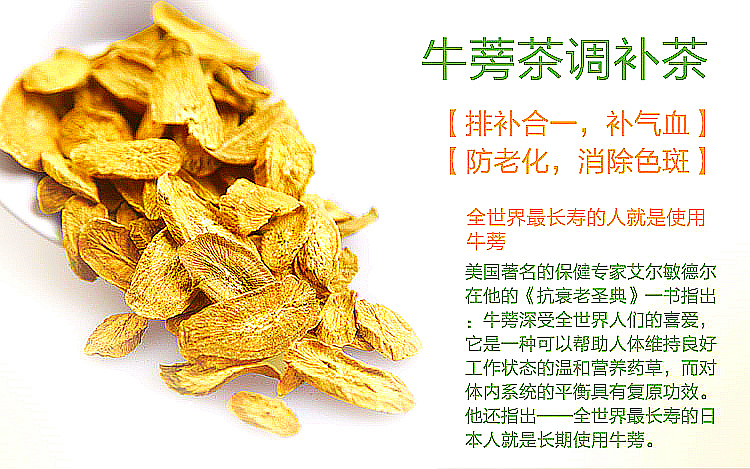 牛蒡茶调补茶
【排补合一，补气血】
【防老化，消除色斑】
全世界最长寿的人就是使用
牛蒡
美国著名的保健专家艾尔敏德尔
在他的《抗衰老圣典》一书指出
：牛蒡深受全世界人们的喜爱，
它是一种可以帮助人体维持良好
工作状态的温和营养药草，而对
体内系统的平衡具有复原功效。
他还指出——全世界最长寿的日
本人就是长期使用牛蒡。